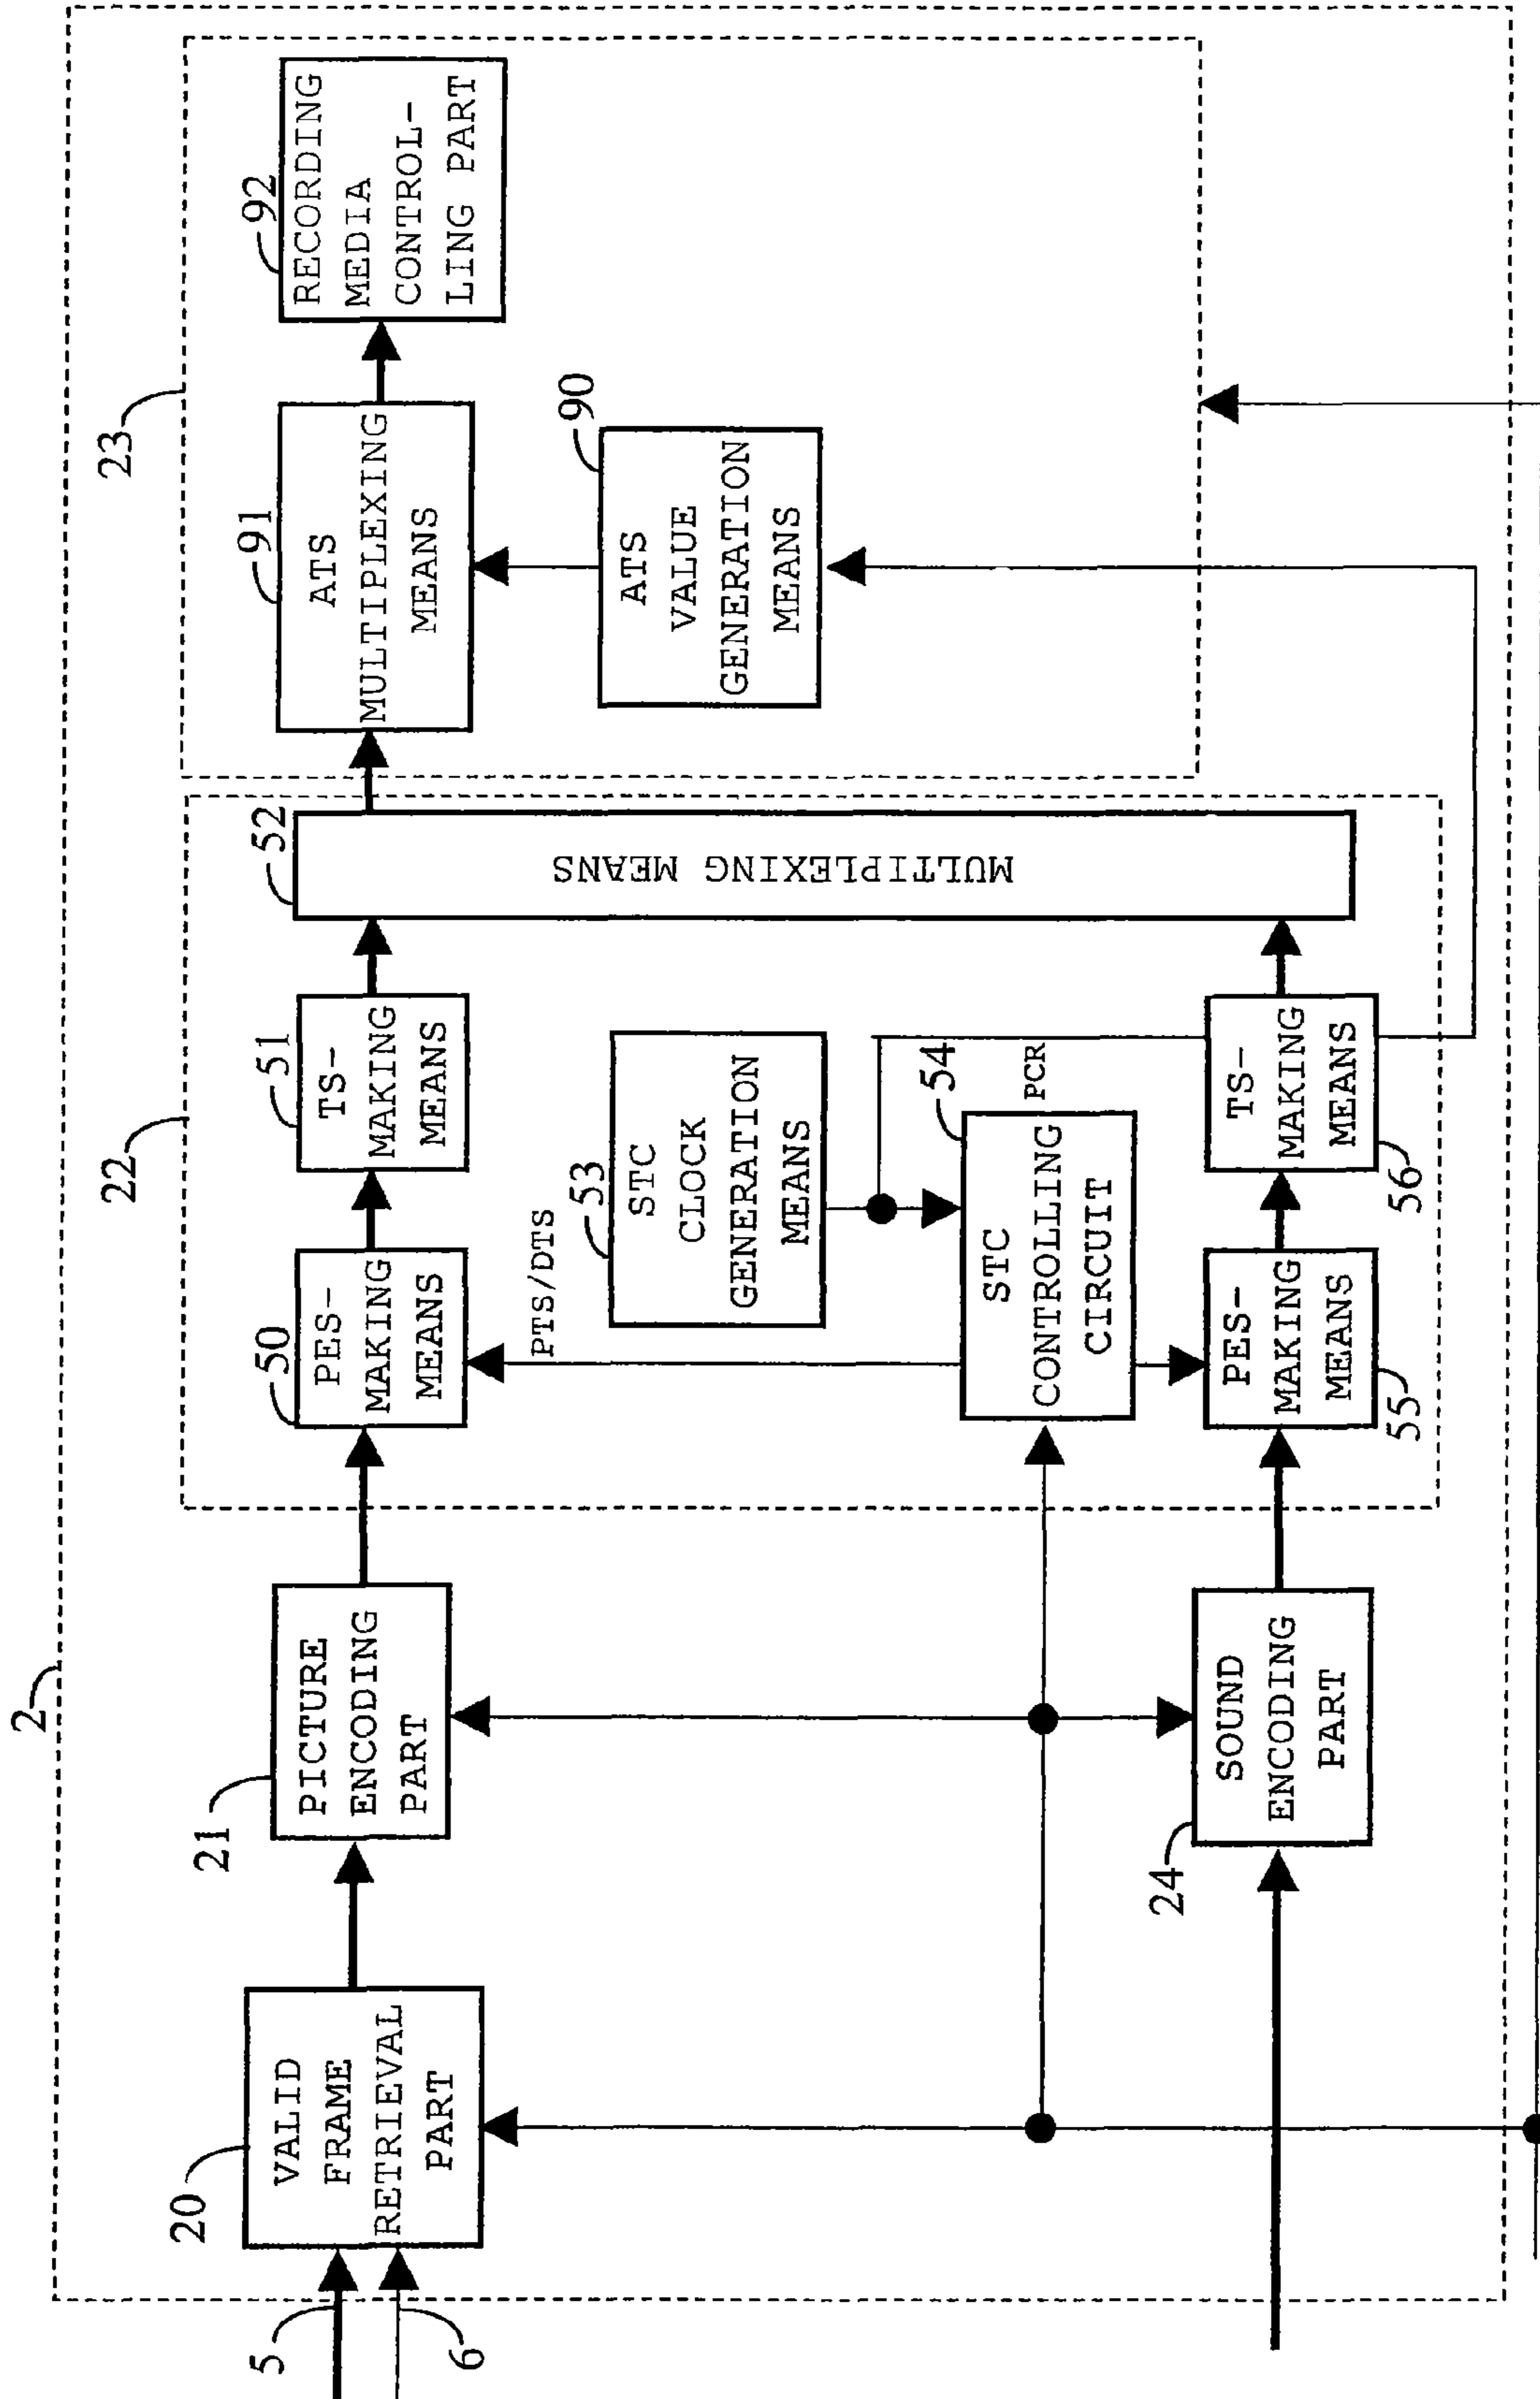 2
5
6
20
VALID
FRAME
RETRIEVAL
PART
21
PICTURE
ENCODING
PART
24
SOUND
ENCODING
PART
22
50
PES-
MAKING
MEANS
51
TS-
MAKING
MEANS
52
MULTIPLEXING MEANS
PTS/DTS
53
STC
CLOCK
GENERATION
MEANS
54
STC
CONTROLLING
CIRCUIT
PCR
PES-
MAKING
MEANS
55
TS-
MAKING
MEANS
56
23
91
ATS
MULTIPLEXING
MEANS
90
ATS
VALUE
GENERATION
MEANS
92
RECORDING
MEDIA
CONTROL-
LING PART